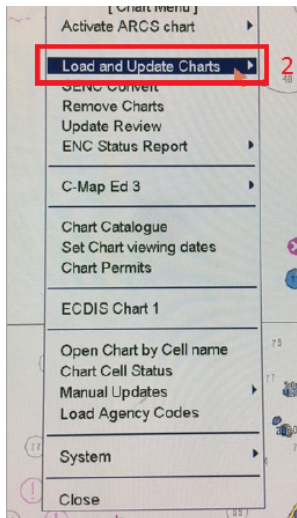 [ Chart Menu ]
Activate ARCS chart
Load and Update Charts
2
SENC Convert
Remove Charts
Update Review
ENC Status Report
C-Map Ed 3
Chart Catalogue
Set Chart viewing dates
Chart Permits
ECDIS Chart 1
Open Chart by Cell name
Chart Cell Status
Manual Updates
Load Agency Codes
System
Close